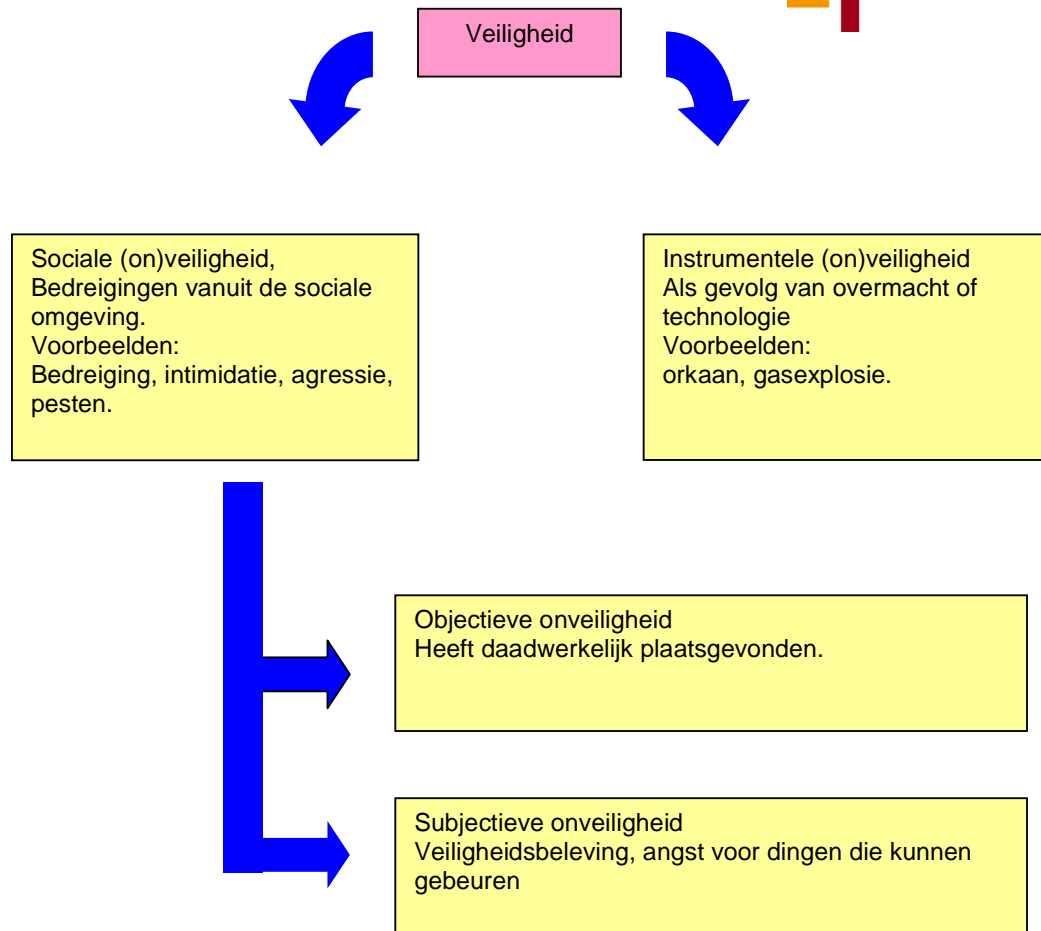 Veiligheid
Sociale (on)veiligheid,
Bedreigingen vanuit de sociale
omgeving.
Voorbeelden:
Bedreiging, intimidatie, agressie,
pesten.
Instrumentele (on)veiligheid
Als gevolg van overmacht of
technologie
Voorbeelden:
orkaan, gasexplosie.
Objectieve onveiligheid
Heeft daadwerkelijk plaatsgevonden.
Subjectieve onveiligheid
Veiligheidsbeleving, angst voor dingen die kunnen
gebeuren